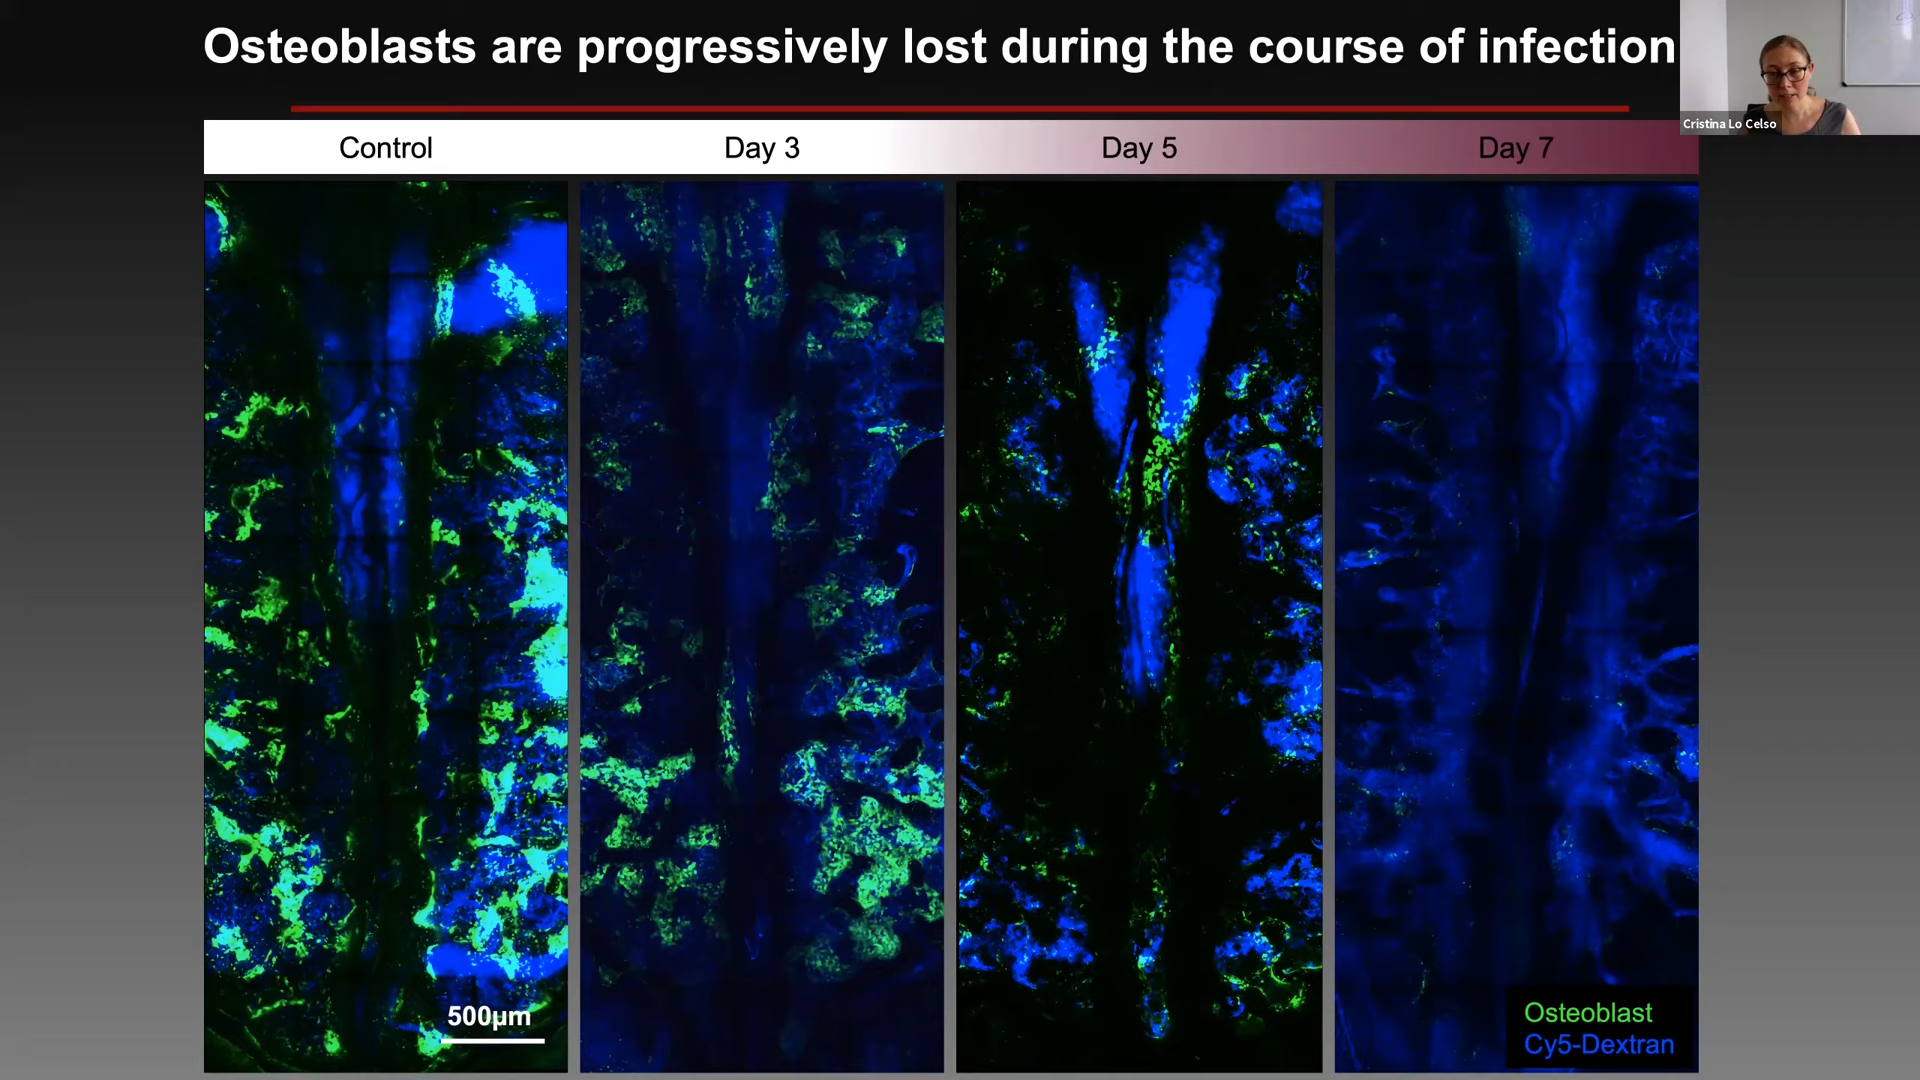 Osteoblasts are progressively lost during the course of infection
Cristina Lo Celso
Control
Day 3
Day 5
Day 7
500µm
Osteoblast
Cy5-Dextran